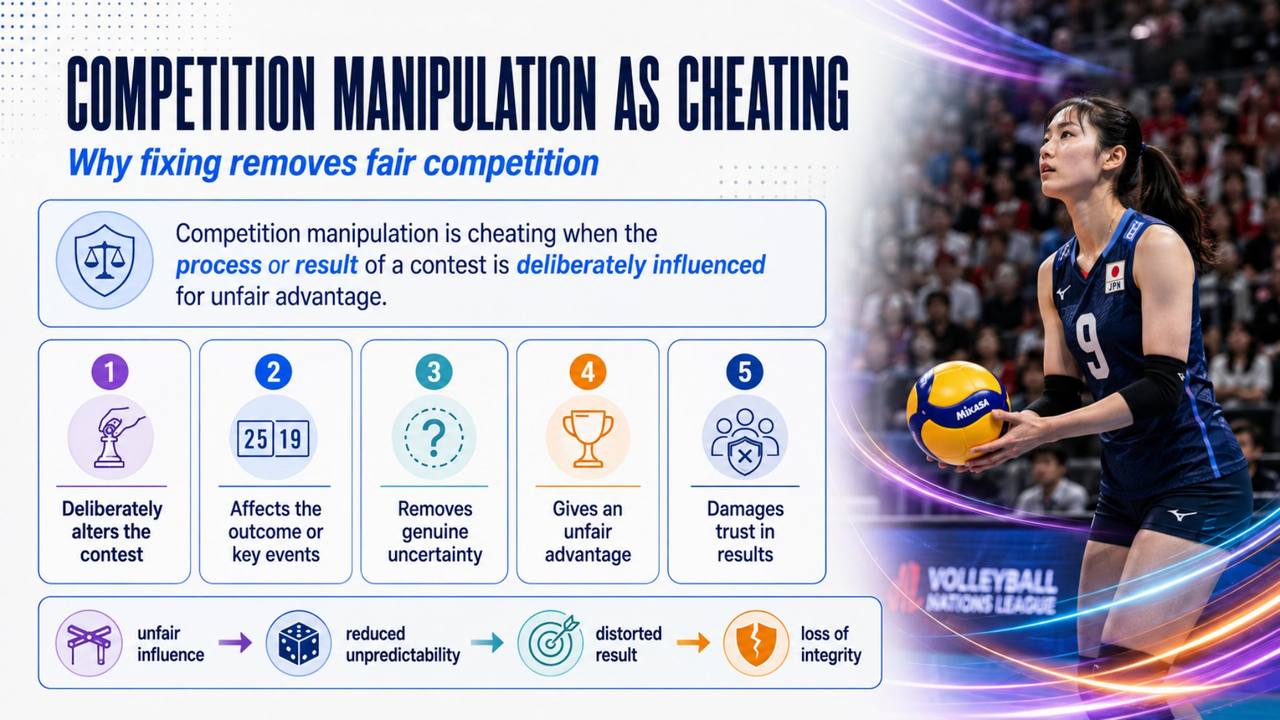 COMPETITION MANIPULATION AS CHEATING
Why fixing removes fair competition
Competition manipulation is cheating when the
process or result of a contest is deliberately influenced
for unfair advantage.
1
Deliberately
alters the
contest
2
25 19
Affects the
outcome or
key events
3
?
Removes
genuine
uncertainty
4
Gives an
unfair
advantage
5
Damages
trust in
results
unfair
influence
reduced
unpredictability
distorted
result
loss of
integrity
JPN
9
MIKASA
VOLLEYBALL
NATIONS LEAGUE